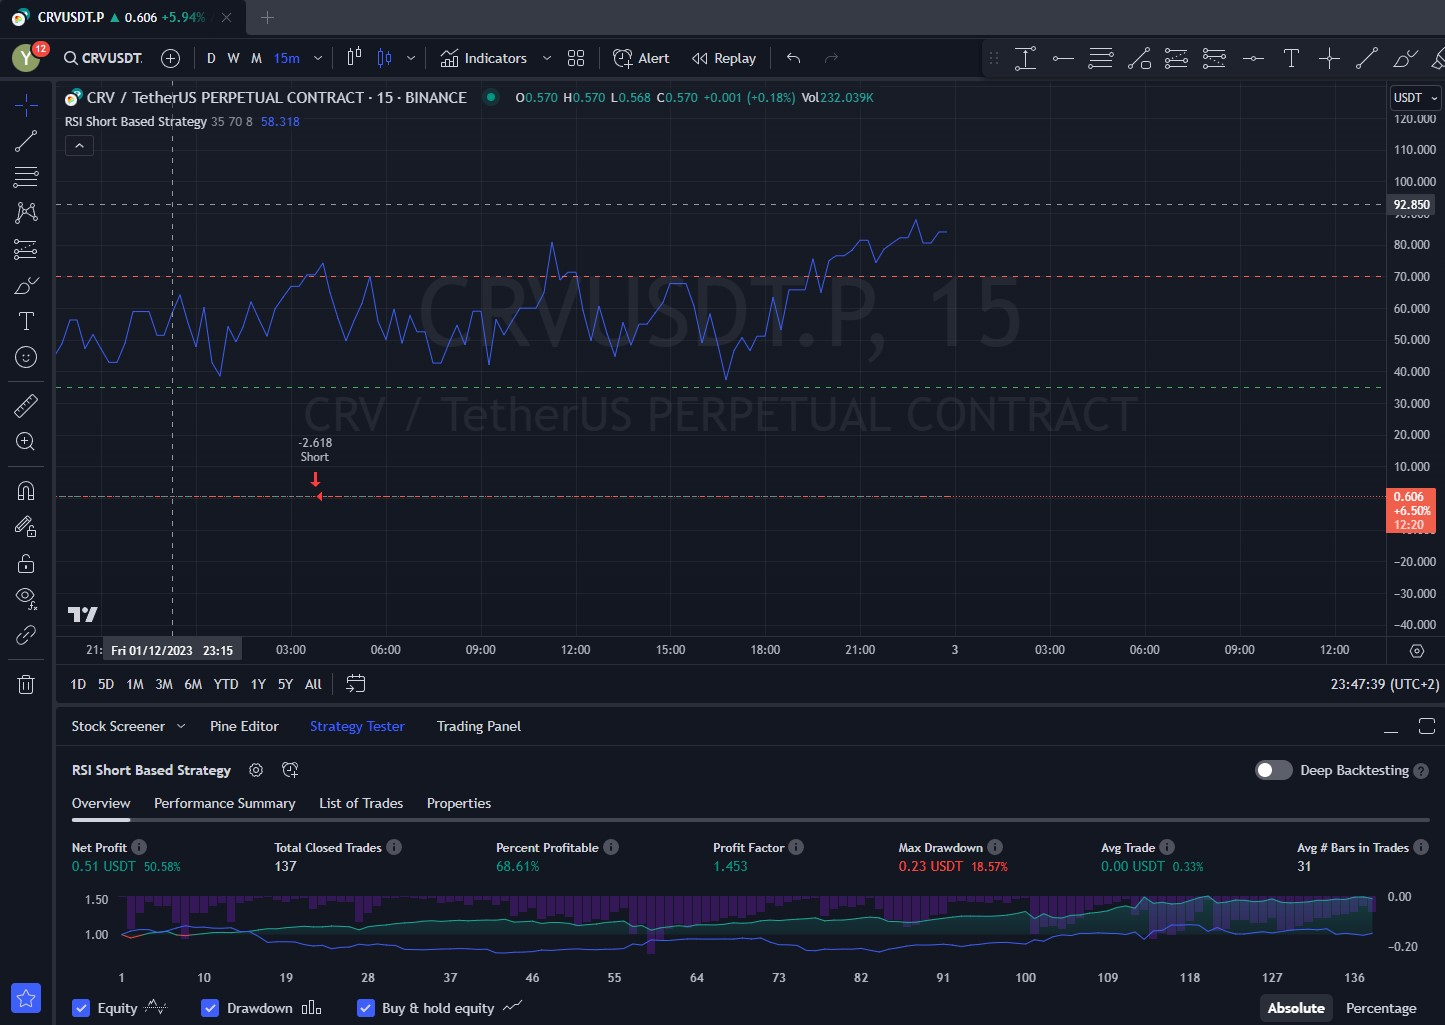 CRVUSDT.P ▲ 0.606 +5.94%
Y 12 CRVUSDT. D W M 15m Indicators Alert Replay
CRV / TetherUS PERPETUAL CONTRACT · 15 · BINANCE O0.570 H0.570 L0.568 C0.570 +0.001 (+0.18%) Vol232.039K
RSI Short Based Strategy 35 70 8 58.318
USDT
120.000
110.000
100.000
92.850
80.000
70.000
60.000
50.000
40.000
30.000
20.000
10.000
0.606
+6.50%
12:20
−20.000
−30.000
−40.000
CRVUSDT.P, 15
CRV / TetherUS PERPETUAL CONTRACT
-2.618
Short
21: Fri 01/12/2023 23:15 03:00 06:00 09:00 12:00 15:00 18:00 21:00 3 03:00 06:00 09:00 12:00
1D 5D 1M 3M 6M YTD 1Y 5Y All 23:47:39 (UTC+2)
Stock Screener Pine Editor Strategy Tester Trading Panel
RSI Short Based Strategy Deep Backtesting
Overview Performance Summary List of Trades Properties
Net Profit Total Closed Trades Percent Profitable Profit Factor Max Drawdown Avg Trade Avg # Bars in Trades
0.51 USDT 50.58% 137 68.61% 1.453 0.23 USDT 18.57% 0.00 USDT 0.33% 31
1.50 0.00
1.00 −0.20
1 10 19 28 37 46 55 64 73 82 91 100 109 118 127 136
Equity Drawdown Buy & hold equity Absolute Percentage